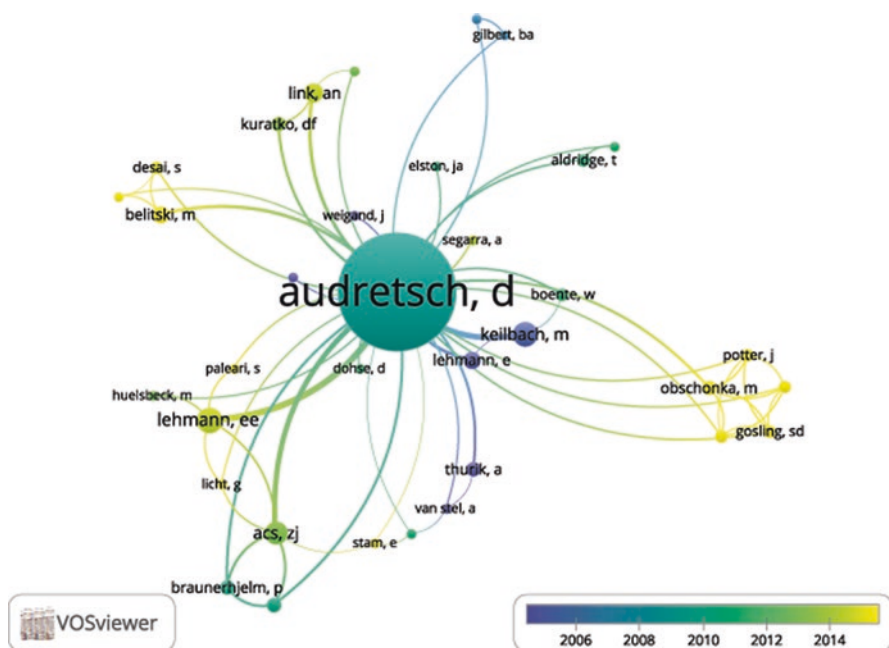 gilbert, ba
link, an
kuratko, df
desai, s
elston, ja
aldridge, t
belitski, m
weigand, j
segarra, a
audretsch, d
boente, w
keilbach, m
lehmann, e
potter, j
paleari, s
dohse, d
obschonka, m
huelsbeck, m
lehmann, ee
gosling, sd
thurik, a
licht, g
van stel, a
acs, zj
stam, e
braunerhjelm, p
VOSviewer
2006 2008 2010 2012 2014